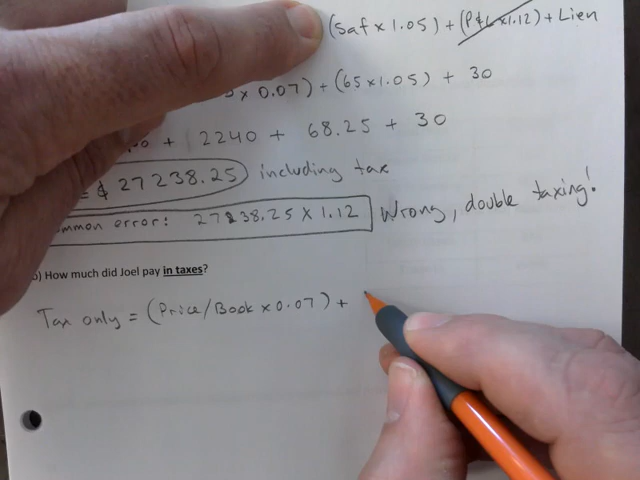 (Saf x 1.05) + (P&L x 1.12) + Lien
x 0.07) + (65 x 1.05) + 30
+ 2240 + 68.25 + 30
= $ 27238.25 including tax
mmon error: 27238.25 X 1.12 Wrong, double taxing!
b) How much did Joel pay in taxes?
Tax only = (Price/Book x 0.07) +